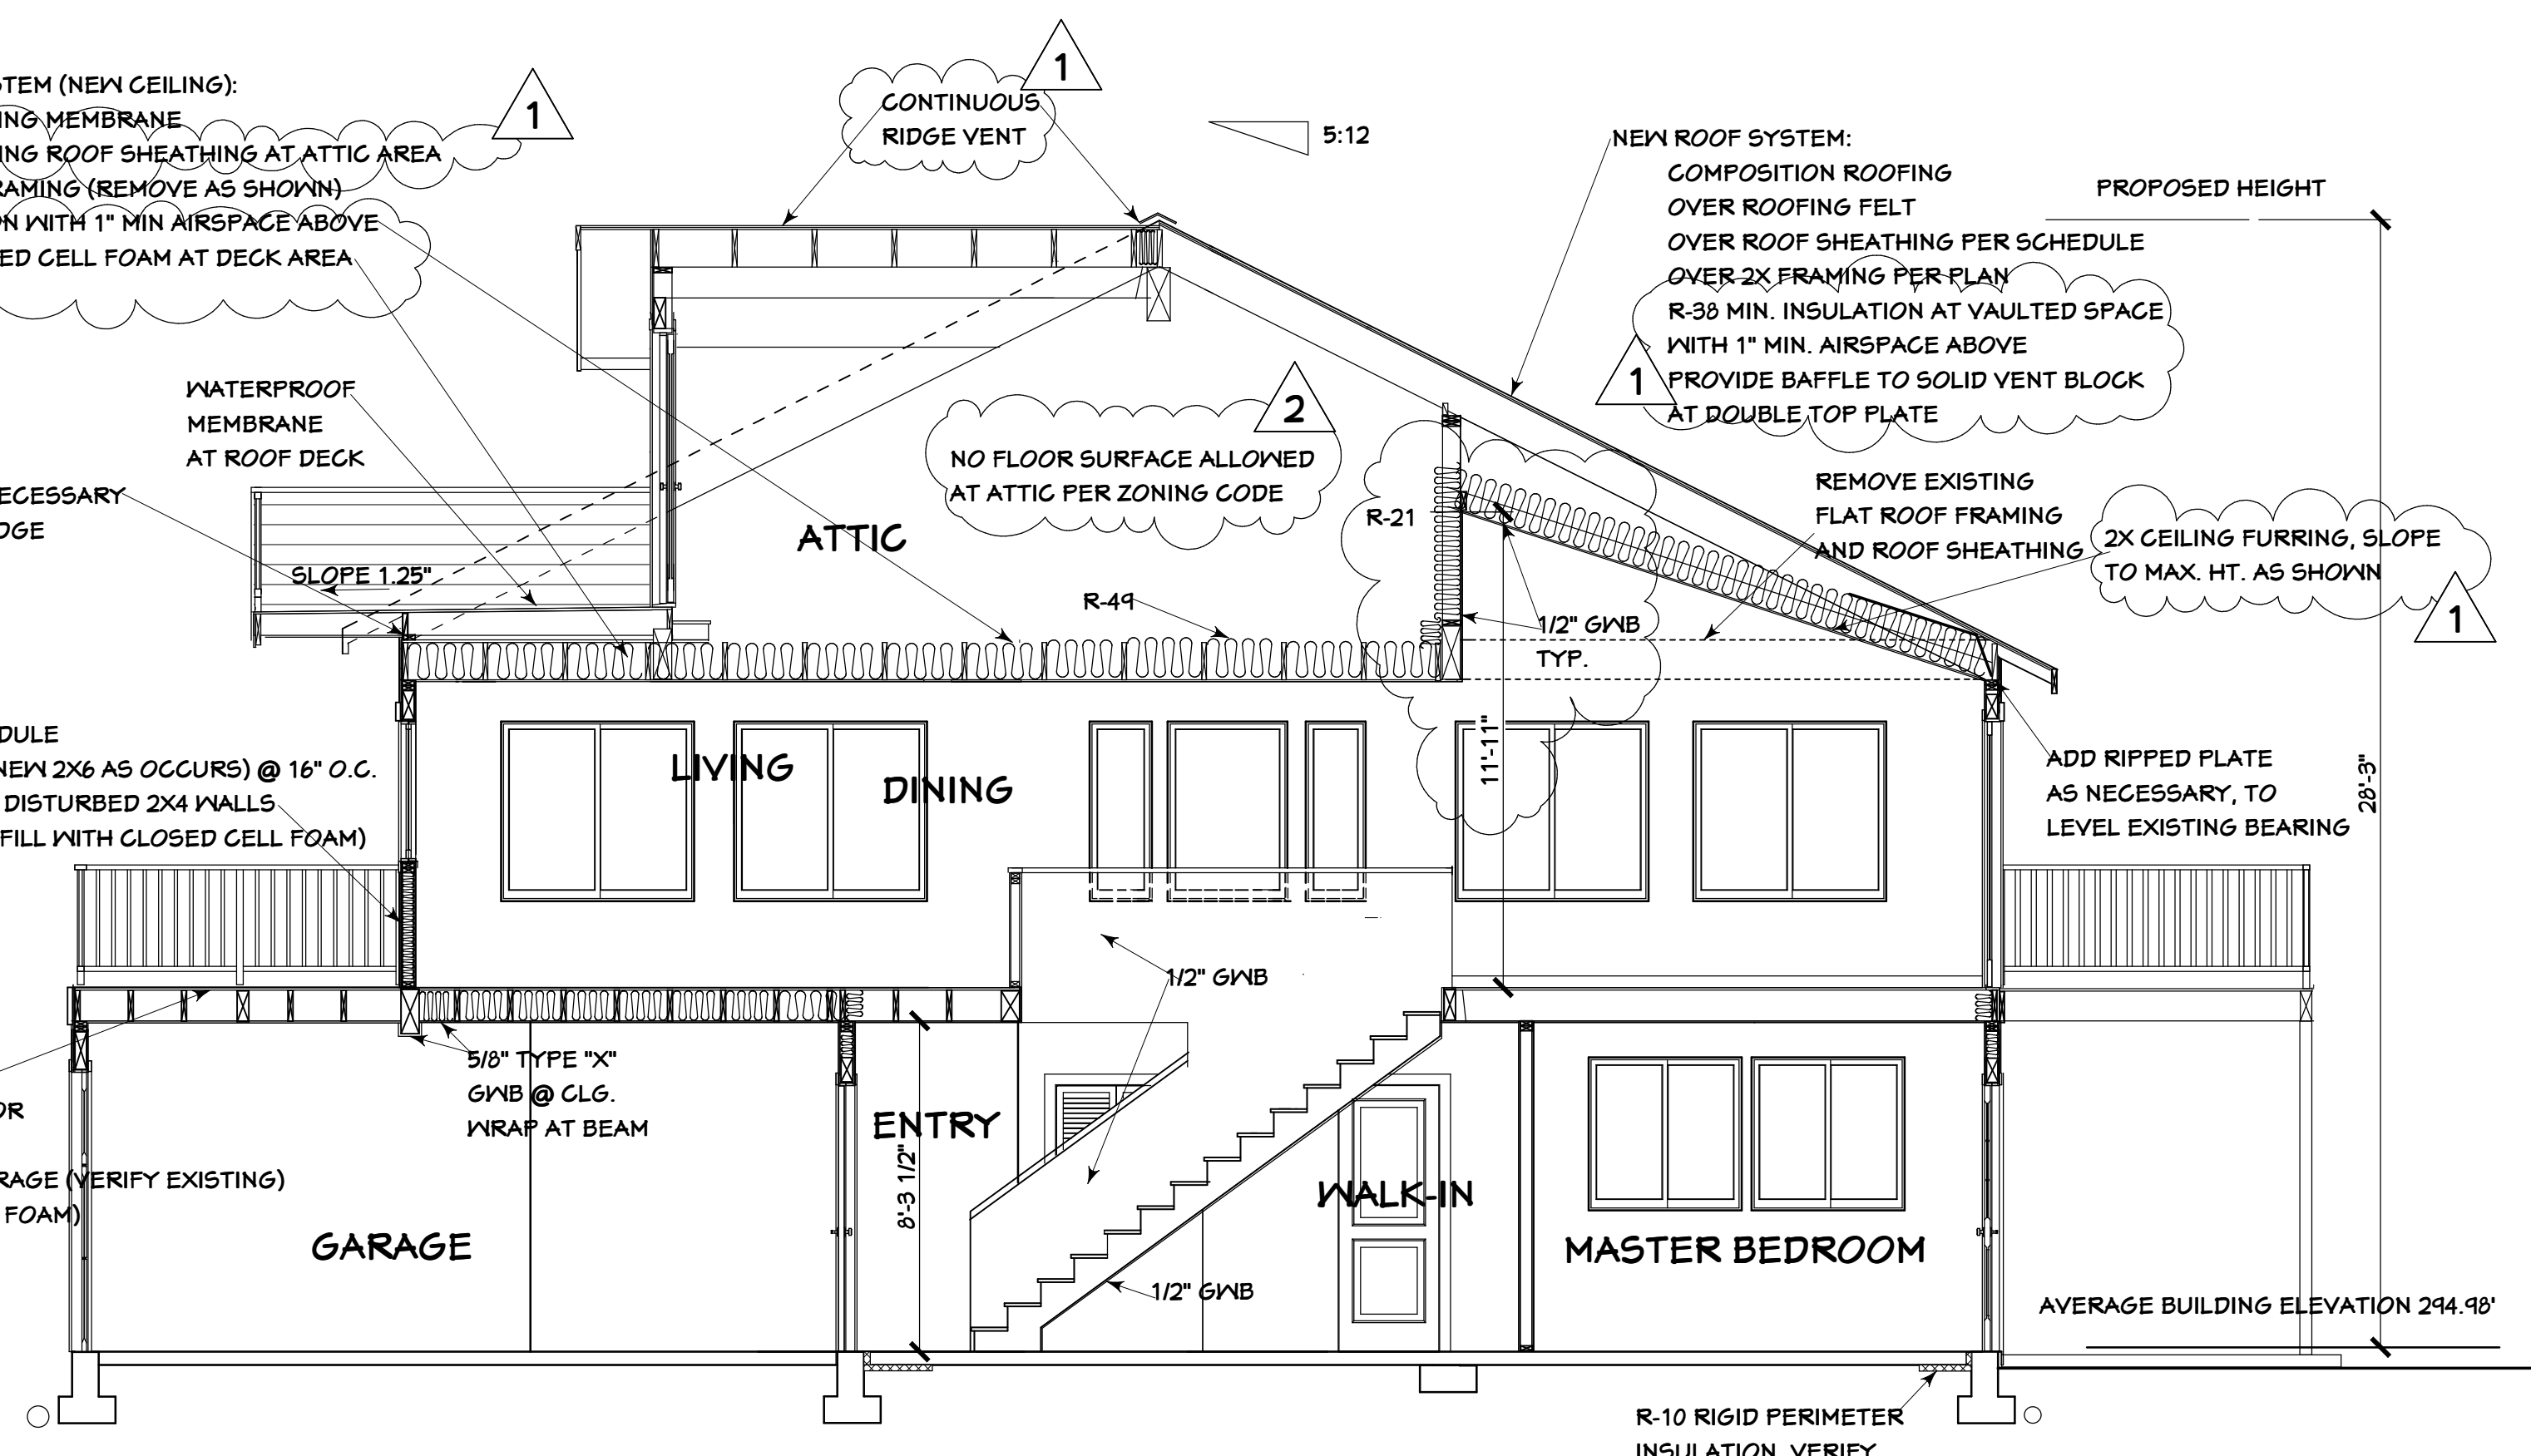 STEM (NEW CEILING):
ING MEMBRANE
ING ROOF SHEATHING AT ATTIC AREA
RAMING (REMOVE AS SHOWN)
ON WITH 1" MIN AIRSPACE ABOVE
ED CELL FOAM AT DECK AREA
1
CONTINUOUS
RIDGE VENT
1
5:12
NEW ROOF SYSTEM:
COMPOSITION ROOFING
OVER ROOFING FELT
OVER ROOF SHEATHING PER SCHEDULE
OVER 2X FRAMING PER PLAN
R-38 MIN. INSULATION AT VAULTED SPACE
WITH 1" MIN. AIRSPACE ABOVE
PROVIDE BAFFLE TO SOLID VENT BLOCK
AT DOUBLE TOP PLATE
1
PROPOSED HEIGHT
WATERPROOF
MEMBRANE
AT ROOF DECK
ECESSARY
DGE
SLOPE 1.25"
ATTIC
NO FLOOR SURFACE ALLOWED
AT ATTIC PER ZONING CODE
2
R-21
R-49
REMOVE EXISTING
FLAT ROOF FRAMING
AND ROOF SHEATHING
2X CEILING FURRING, SLOPE
TO MAX. HT. AS SHOWN
1
1/2" GWB
TYP.
DULE
NEW 2X6 AS OCCURS) @ 16" O.C.
DISTURBED 2X4 WALLS
FILL WITH CLOSED CELL FOAM)
LIVING
DINING
11'-11"
ADD RIPPED PLATE
AS NECESSARY, TO
LEVEL EXISTING BEARING
28'-3"
1/2" GWB
5/8" TYPE "X"
GWB @ CLG.
WRAP AT BEAM
OR
RAGE (VERIFY EXISTING)
FOAM)
GARAGE
ENTRY
8'-3 1/2"
WALK-IN
1/2" GWB
MASTER BEDROOM
AVERAGE BUILDING ELEVATION 294.98'
R-10 RIGID PERIMETER
INSULATION, VERIFY